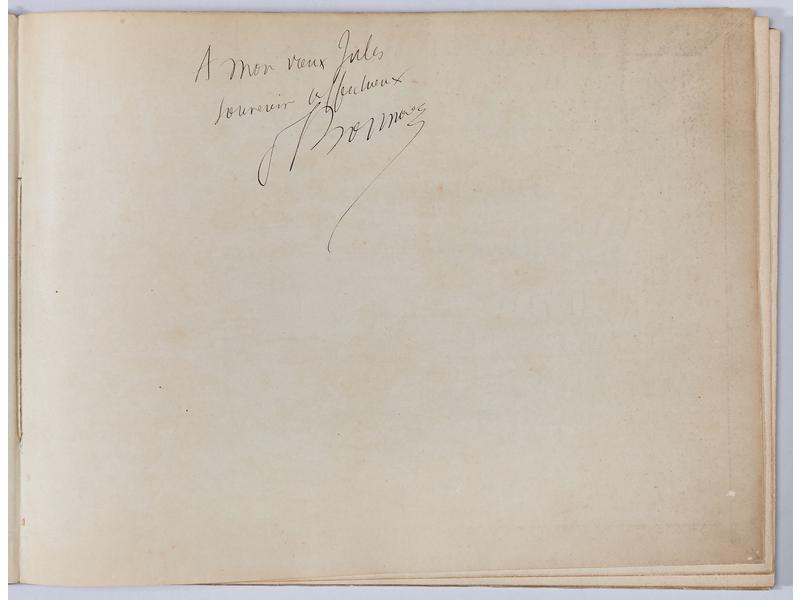 A mon vieux Jules
souvenir affectueux